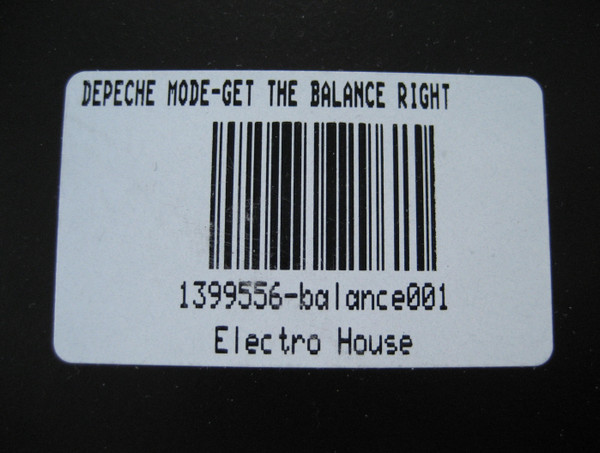 DEPECHE MODE-GET THE BALANCE RIGHT
1399556-balance001
Electro House